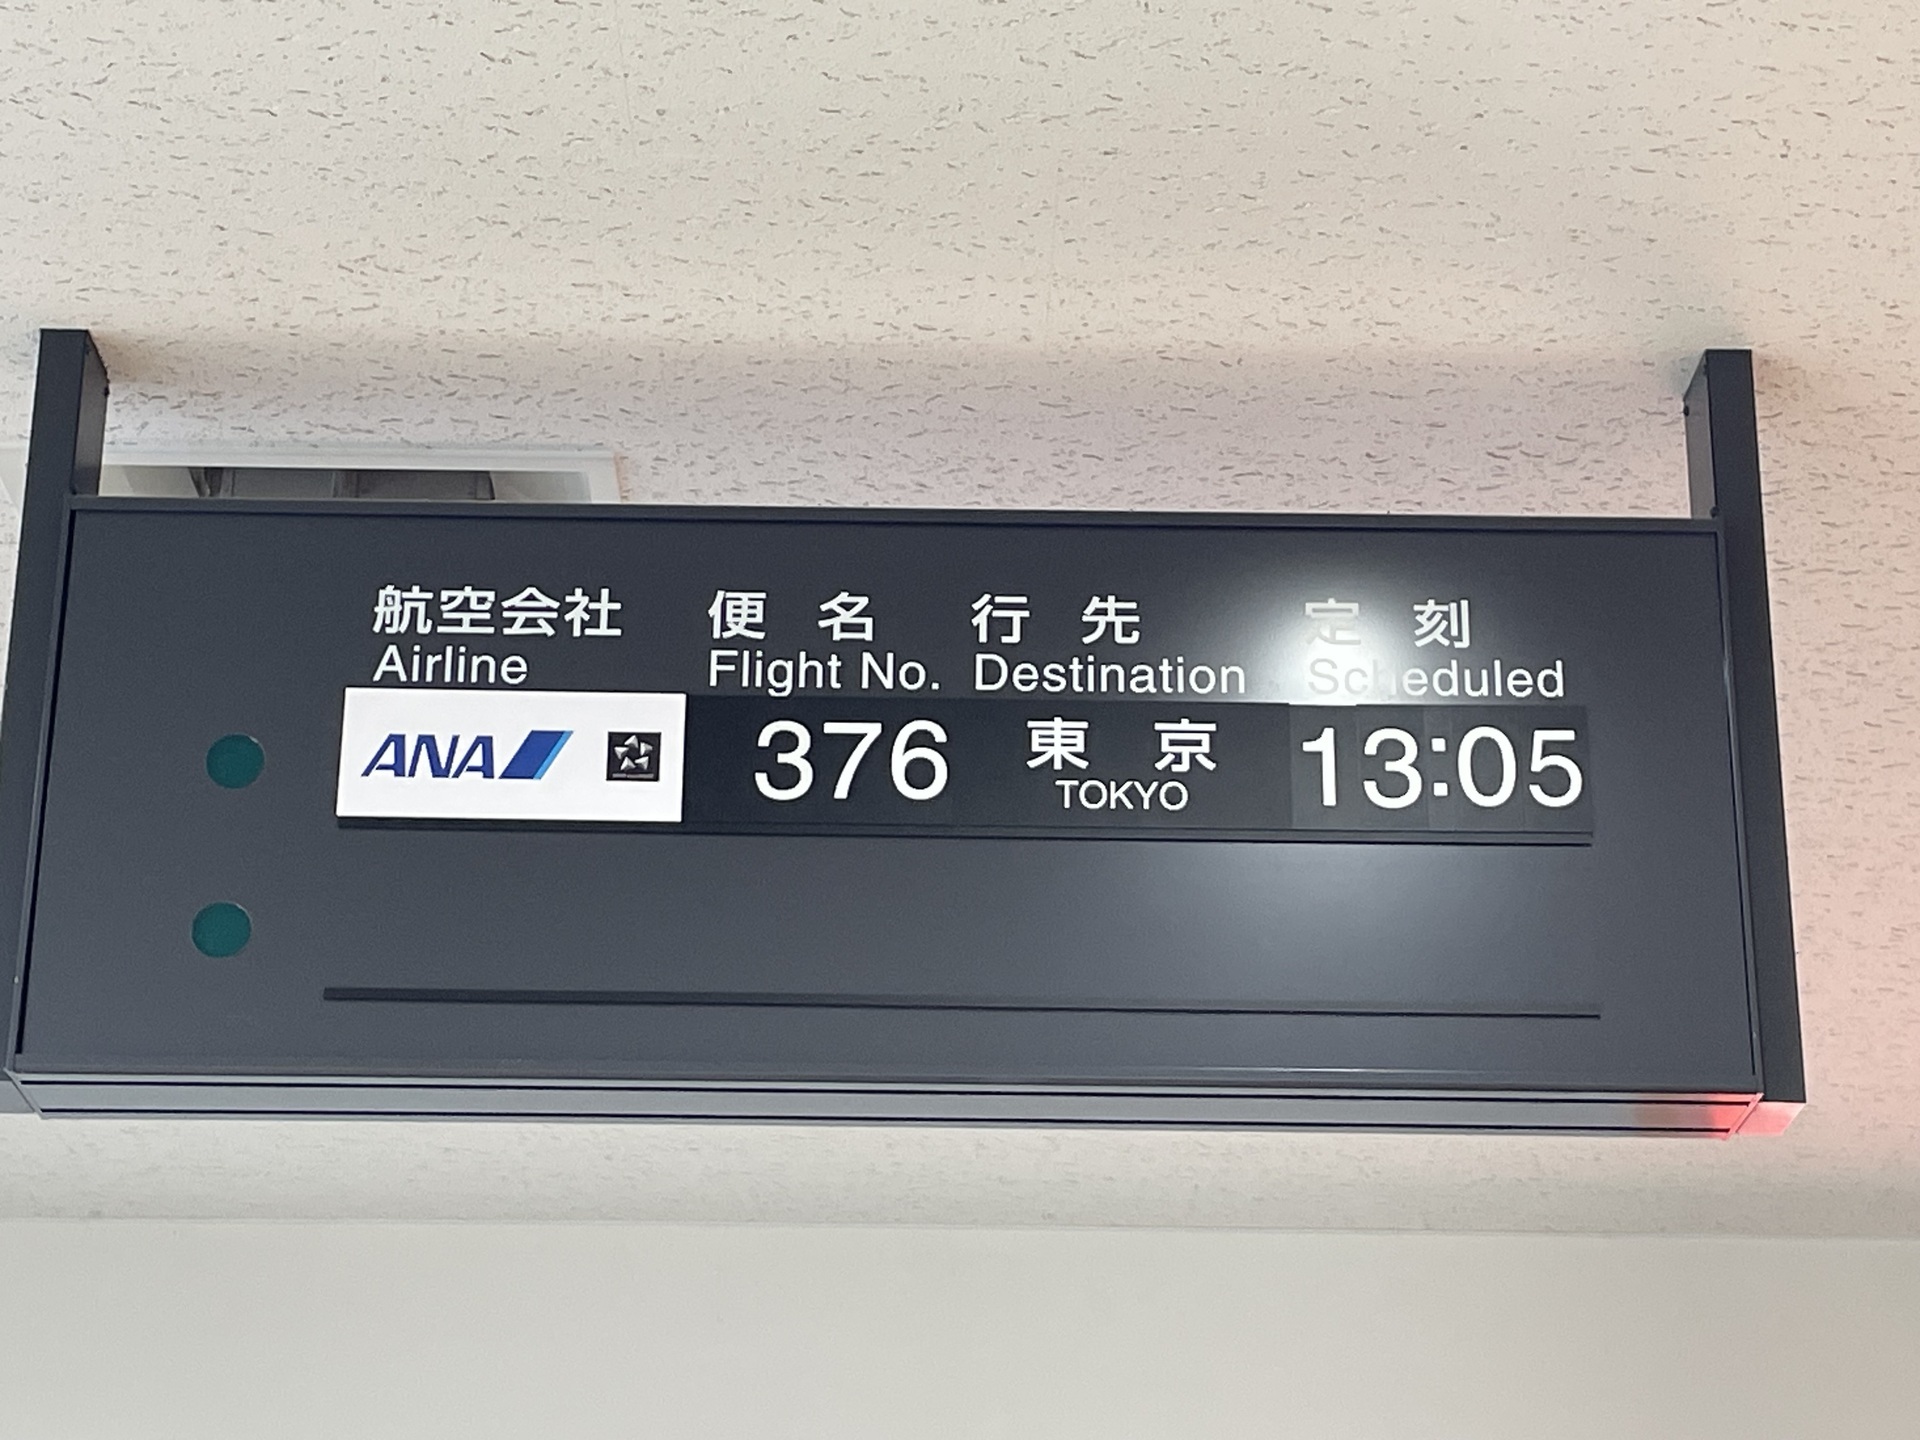 航空会社 便名 行先 定刻
Airline Flight No. Destination Scheduled
ANA 376 東京 13:05
TOKYO